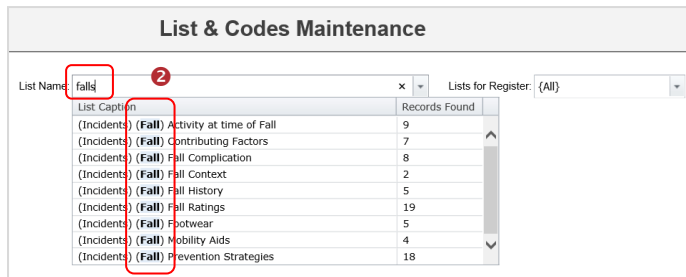 List & Codes Maintenance
2
List Name: falls × Lists for Register: {All}
List Caption Records Found
(Incidents) (Fall) Activity at time of Fall 9
(Incidents) (Fall) Contributing Factors 7
(Incidents) (Fall) Fall Complication 8
(Incidents) (Fall) Fall Context 2
(Incidents) (Fall) Fall History 5
(Incidents) (Fall) Fall Ratings 19
(Incidents) (Fall) Footwear 5
(Incidents) (Fall) Mobility Aids 4
(Incidents) (Fall) Prevention Strategies 18